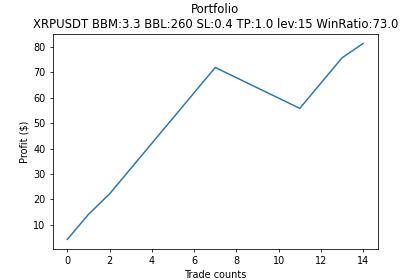 Portfolio
XRPUSDT BBM:3.3 BBL:260 SL:0.4 TP:1.0 lev:15 WinRatio:73.0
80
70
60
50
40
30
20
10
Profit ($)
0 2 4 6 8 10 12 14
Trade counts